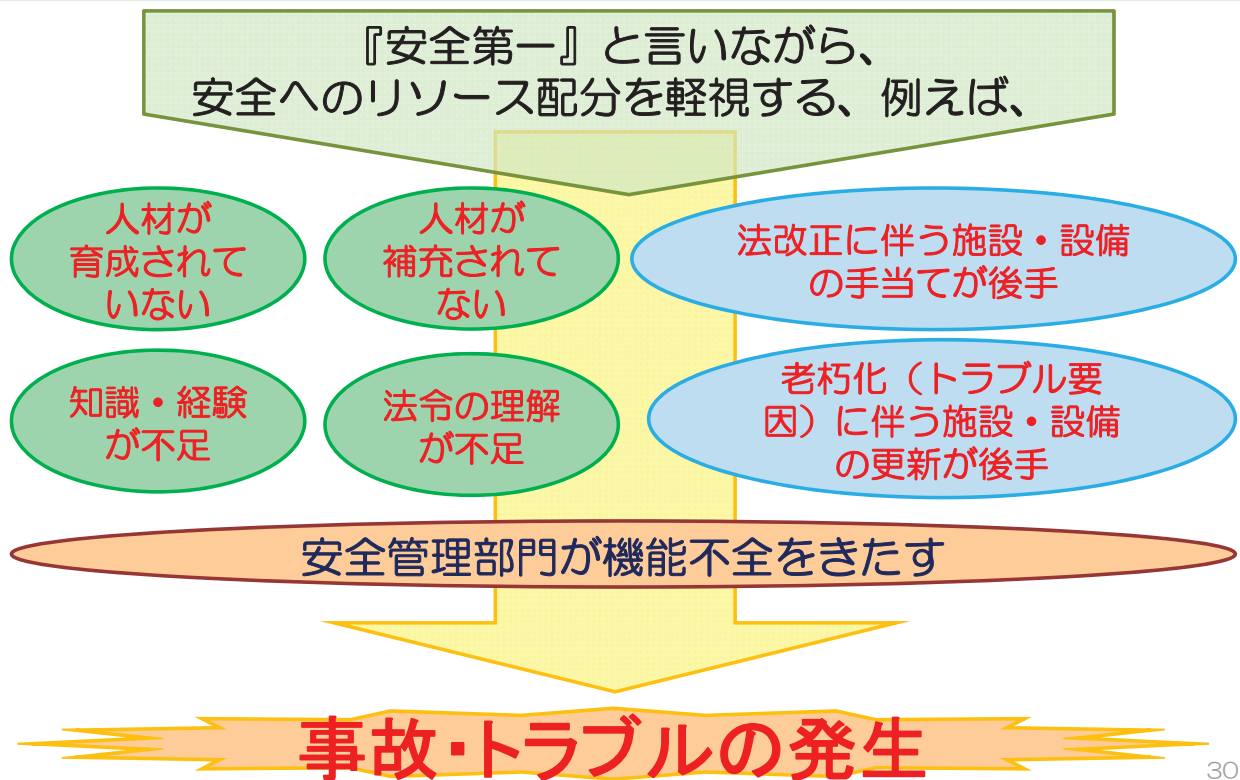 『安全第一』と言いながら、
安全へのリソース配分を軽視する、例えば、
人材が
育成されて
いない
人材が
補充されて
ない
法改正に伴う施設・設備
の手当てが後手
知識・経験
が不足
法令の理解
が不足
老朽化（トラブル要
因）に伴う施設・設備
の更新が後手
安全管理部門が機能不全をきたす
事故・トラブルの発生
30